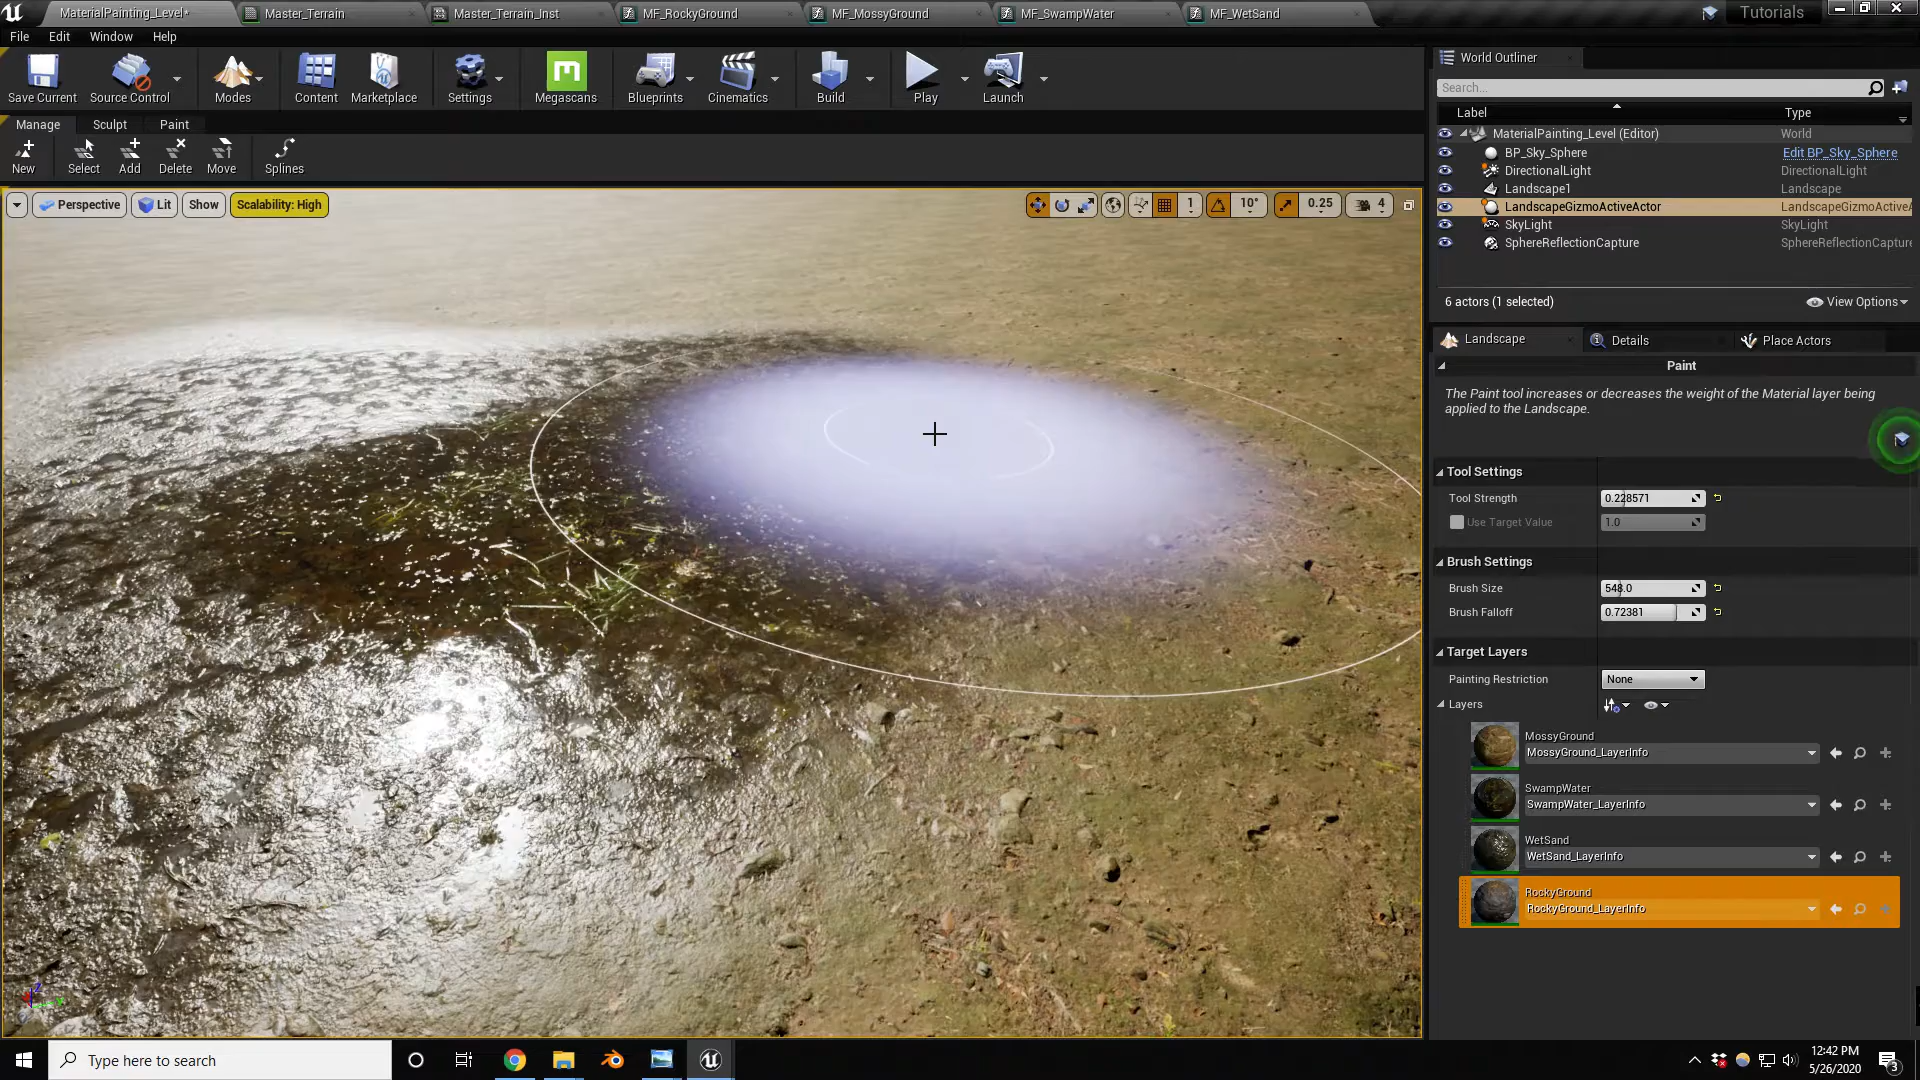 MaterialPainting_Level*
Master_Terrain
Master_Terrain_Inst
MF_RockyGround
MF_MossyGround
MF_SwampWater
MF_WetSand
Tutorials
File
Edit
Window
Help
Save Current
Source Control
Modes
Content
Marketplace
Settings
Megascans
Blueprints
Cinematics
Build
Play
Launch
Manage
Sculpt
Paint
New
Select
Add
Delete
Move
Splines
Perspective
Lit
Show
Scalability: High
1
10°
0.25
4
World Outliner
Search...
Label
Type
MaterialPainting_Level (Editor)
World
BP_Sky_Sphere
Edit BP_Sky_Sphere
DirectionalLight
DirectionalLight
Landscape1
Landscape
LandscapeGizmoActiveActor
LandscapeGizmoActiveA
SkyLight
SkyLight
SphereReflectionCapture
SphereReflectionCapture
6 actors (1 selected)
View Options
Landscape
Details
Place Actors
Paint
The Paint tool increases or decreases the weight of the Material layer being
applied to the Landscape.
Tool Settings
Tool Strength
0.228571
Use Target Value
1.0
Brush Settings
Brush Size
548.0
Brush Falloff
0.72381
Target Layers
Painting Restriction
None
Layers
MossyGround
MossyGround_LayerInfo
SwampWater
SwampWater_LayerInfo
WetSand
WetSand_LayerInfo
RockyGround
RockyGround_LayerInfo
Type here to search
12:42 PM
5/26/2020
3